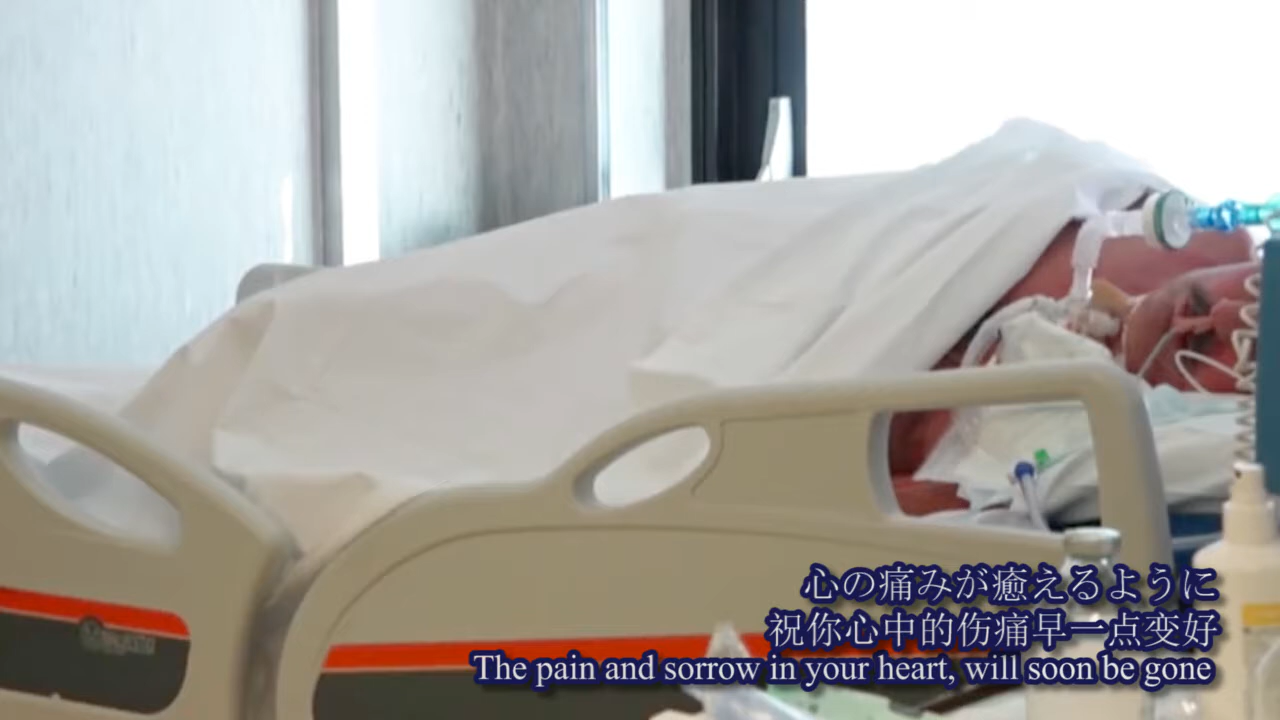 心の痛みが癒えるように
祝你心中的伤痛早一点变好
The pain and sorrow in your heart, will soon be gone